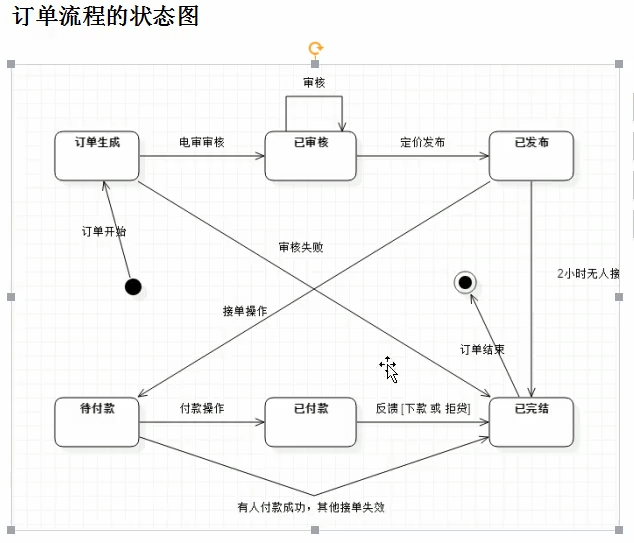 订单流程的状态图
审核
订单生成
电审审核
已审核
定价发布
已发布
订单开始
审核失败
2小时无人接
接单操作
订单结束
待付款
付款操作
已付款
反馈 [下款 或 拒贷]
已完结
有人付款成功，其他接单失效